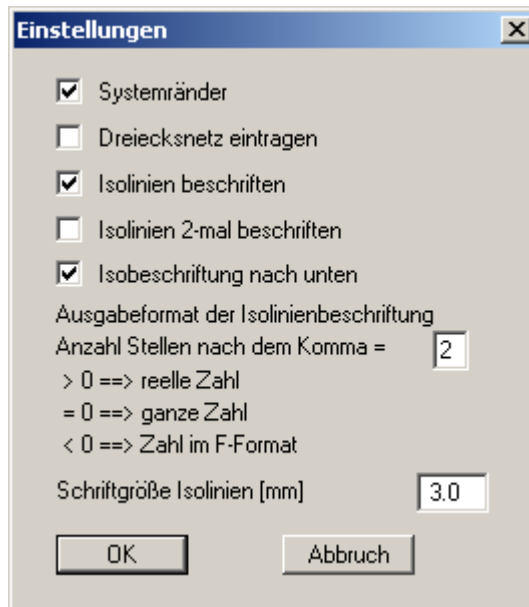 Einstellungen
Systemränder
Dreiecksnetz eintragen
Isolinien beschriften
Isolinien 2-mal beschriften
Isobeschriftung nach unten
Ausgabeformat der Isolinienbeschriftung
Anzahl Stellen nach dem Komma = 2
> 0 ==> reelle Zahl
= 0 ==> ganze Zahl
< 0 ==> Zahl im F-Format
Schriftgröße Isolinien [mm] 3.0
OK Abbruch